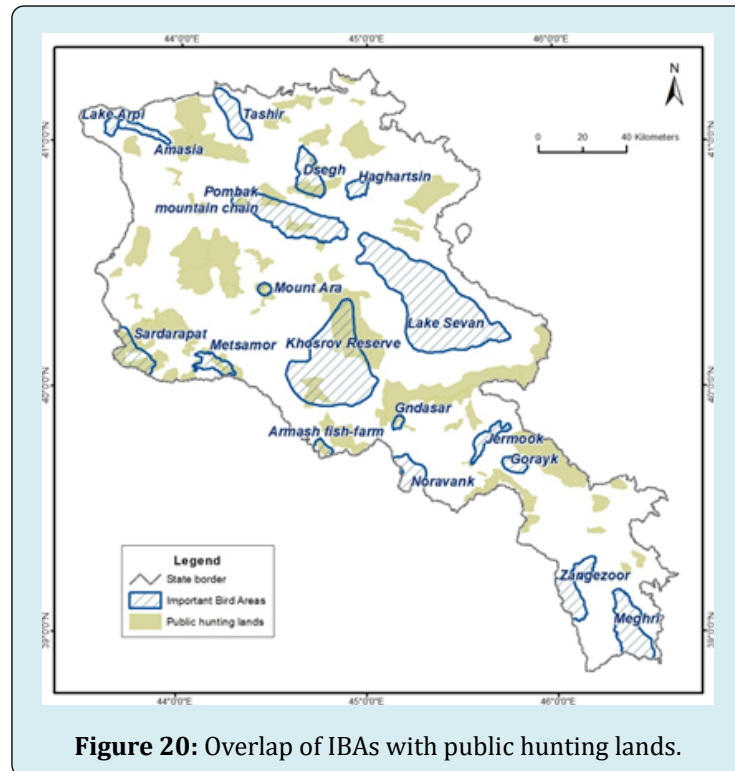 44°0'0"E 45°0'0"E 46°0'0"E
N
0 20 40 Kilometers
41°0'0"N 41°0'0"N
Lake Arpi
Tashir
Amasia
Dsegh
Haghartsin
Pombak
mountain chain
Mount Ara
Lake Sevan
Sardarapat
Metsamor
Khosrov Reserve
40°0'0"N 40°0'0"N
Gndasar
Armash fish-farm
Jermook
Gorayk
Noravank
Legend
State border
Important Bird Areas
Public hunting lands
Zangezoor
Meghri
39°0'0"N 39°0'0"N
44°0'0"E 45°0'0"E 46°0'0"E
Figure 20: Overlap of IBAs with public hunting lands.